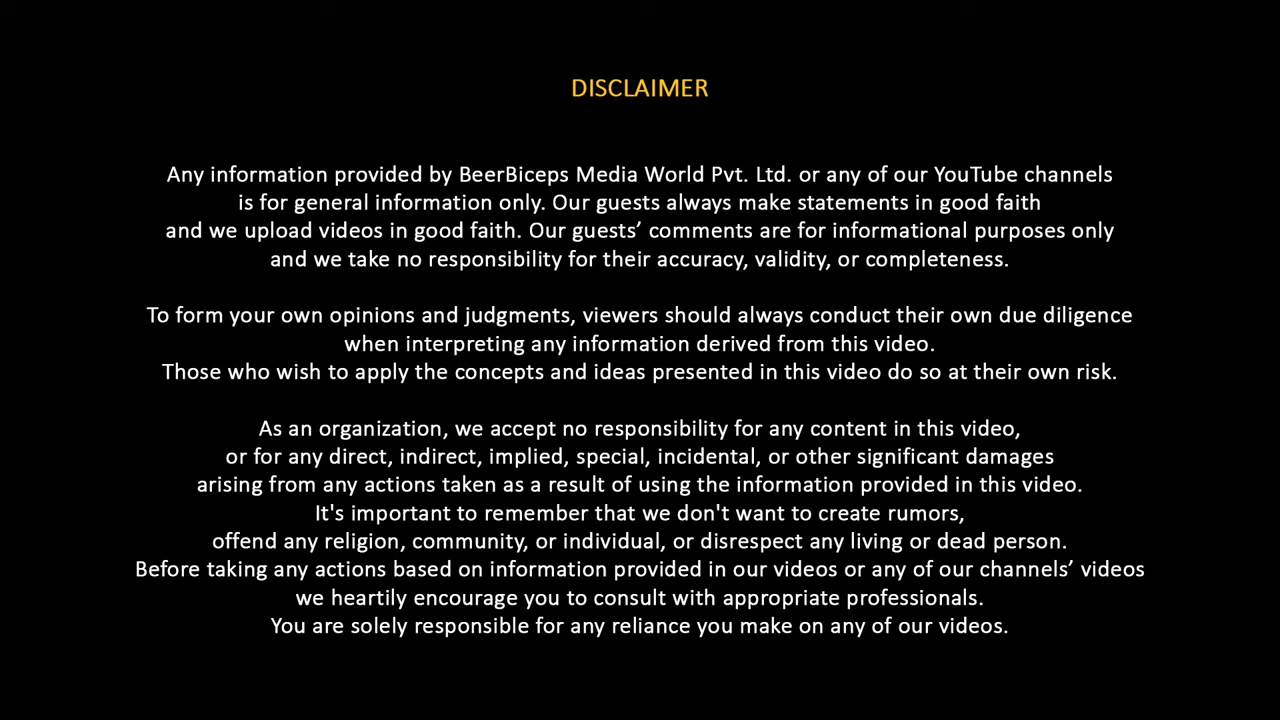 DISCLAIMER
Any information provided by BeerBiceps Media World Pvt. Ltd. or any of our YouTube channels
is for general information only. Our guests always make statements in good faith
and we upload videos in good faith. Our guests’ comments are for informational purposes only
and we take no responsibility for their accuracy, validity, or completeness.
To form your own opinions and judgments, viewers should always conduct their own due diligence
when interpreting any information derived from this video.
Those who wish to apply the concepts and ideas presented in this video do so at their own risk.
As an organization, we accept no responsibility for any content in this video,
or for any direct, indirect, implied, special, incidental, or other significant damages
arising from any actions taken as a result of using the information provided in this video.
It's important to remember that we don't want to create rumors,
offend any religion, community, or individual, or disrespect any living or dead person.
Before taking any actions based on information provided in our videos or any of our channels’ videos
we heartily encourage you to consult with appropriate professionals.
You are solely responsible for any reliance you make on any of our videos.